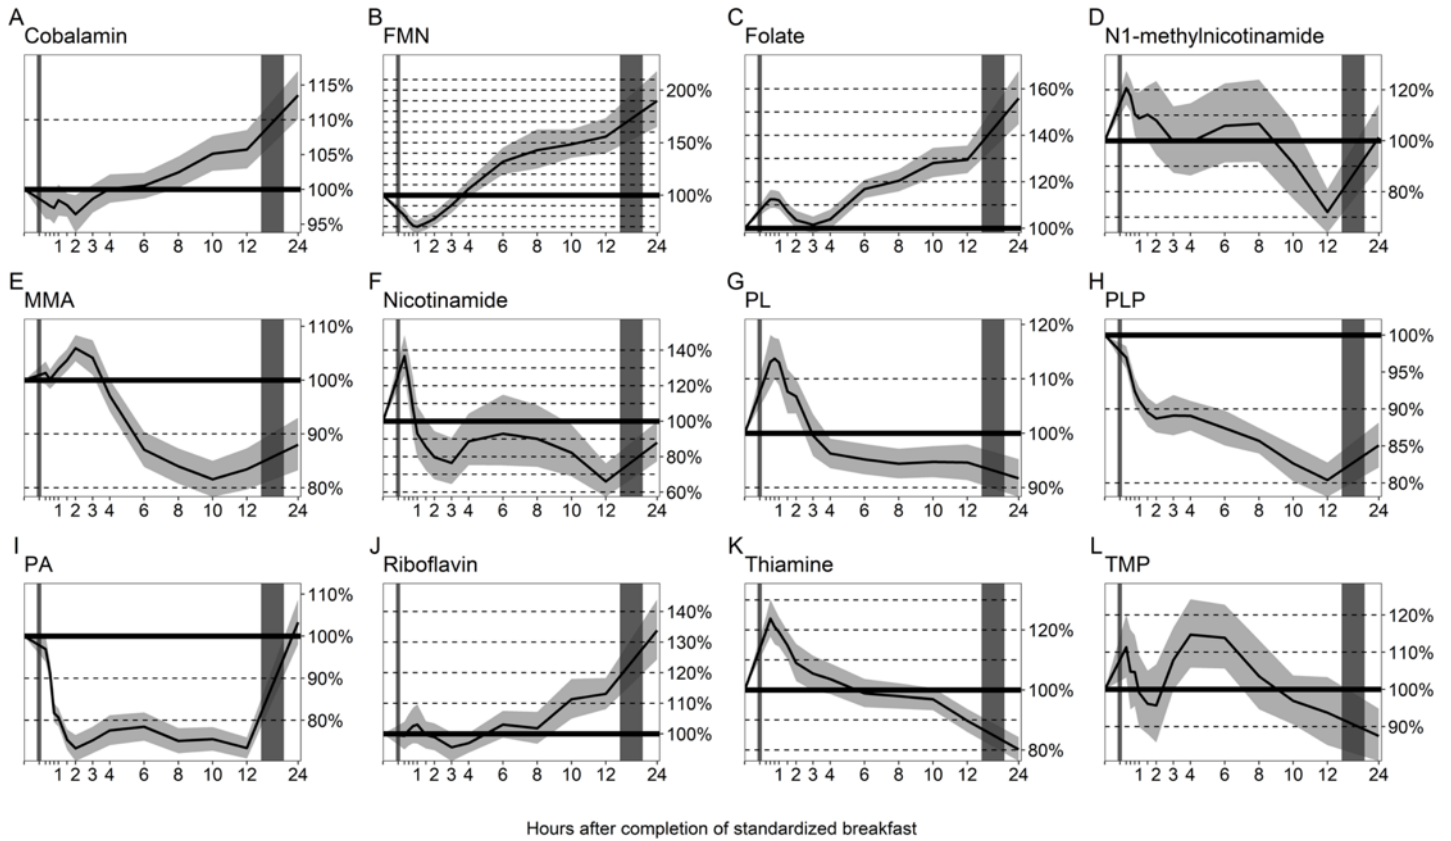 A
Cobalamin
115%
110%
105%
100%
95%
1 2 3 4 6 8 10 12 24
B
FMN
200%
150%
100%
1 2 3 4 6 8 10 12 24
C
Folate
160%
140%
120%
100%
1 2 3 4 6 8 10 12 24
D
N1-methylnicotinamide
120%
100%
80%
1 2 3 4 6 8 10 12 24
E
MMA
110%
100%
90%
80%
1 2 3 4 6 8 10 12 24
F
Nicotinamide
140%
120%
100%
80%
60%
1 2 3 4 6 8 10 12 24
G
PL
120%
110%
100%
90%
1 2 3 4 6 8 10 12 24
H
PLP
100%
95%
90%
85%
80%
1 2 3 4 6 8 10 12 24
I
PA
110%
100%
90%
80%
1 2 3 4 6 8 10 12 24
J
Riboflavin
140%
130%
120%
110%
100%
1 2 3 4 6 8 10 12 24
K
Thiamine
120%
100%
80%
1 2 3 4 6 8 10 12 24
L
TMP
120%
110%
100%
90%
1 2 3 4 6 8 10 12 24
Hours after completion of standardized breakfast